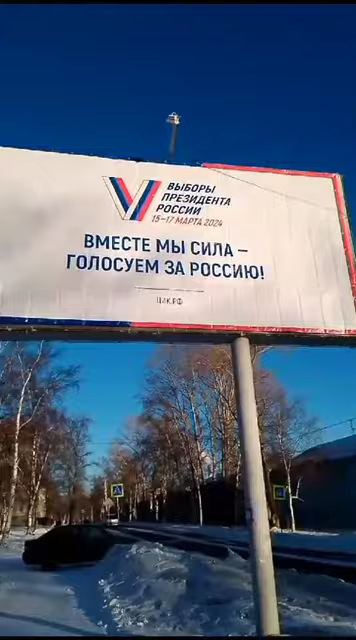 ВЫБОРЫ
ПРЕЗИДЕНТА
РОССИИ
15–17 МАРТА 2024
ВМЕСТЕ МЫ СИЛА –
ГОЛОСУЕМ ЗА РОССИЮ!
ЦИК.РФ